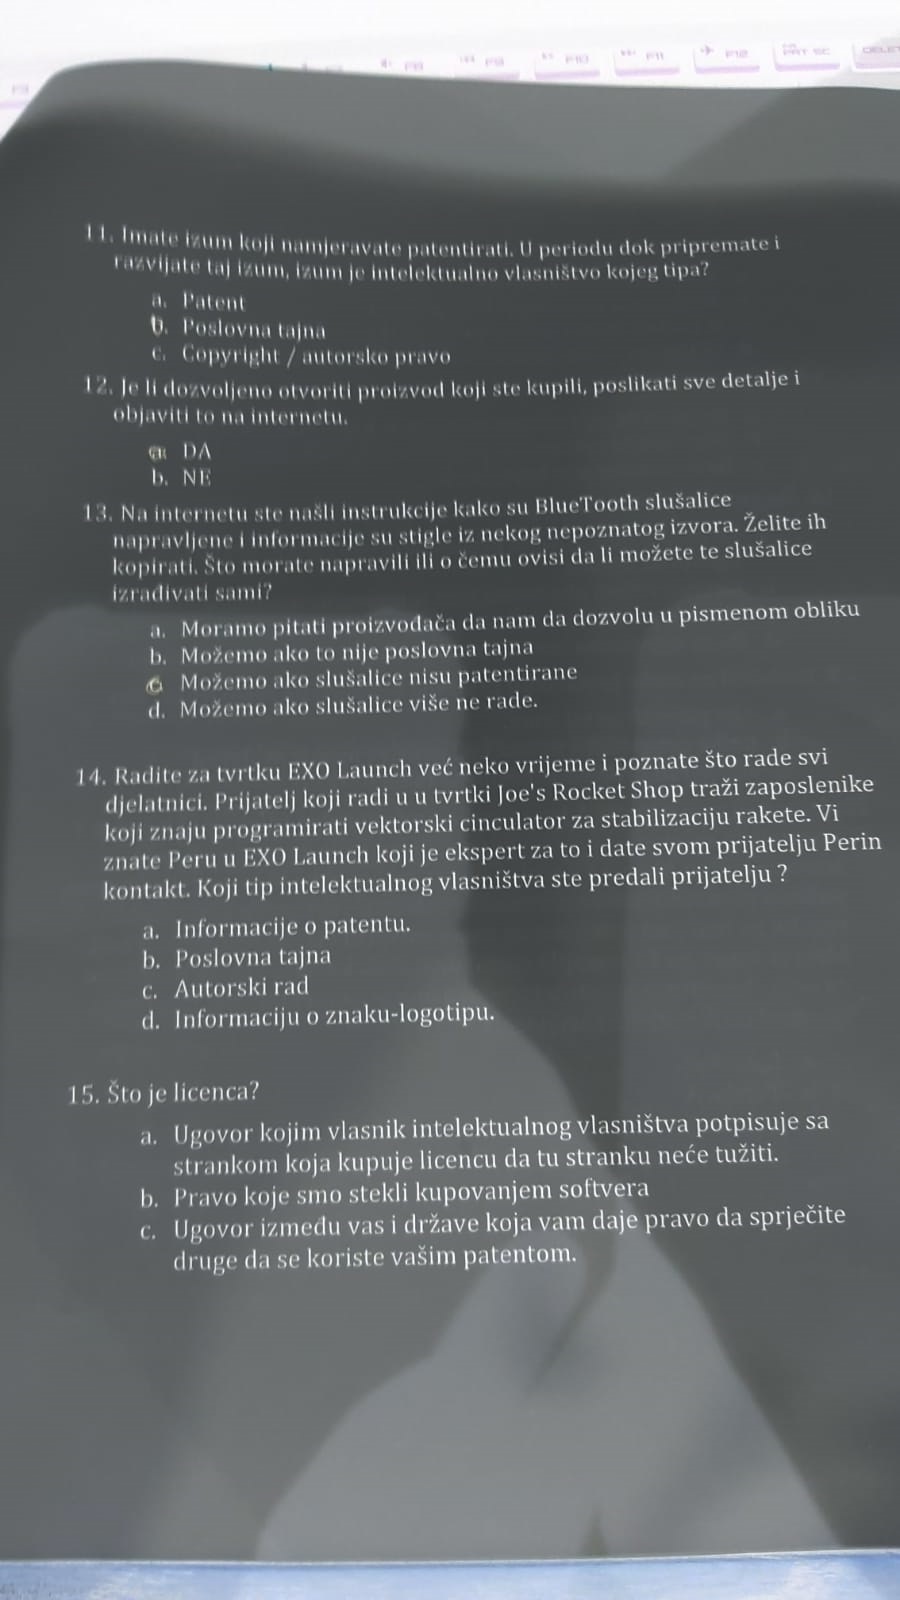 F8 F9 F10 F11 F12 PRT SC
11. Imate izum koji namjeravate patentirati. U periodu dok pripremate i
razvijate taj izum, izum je intelektualno vlasništvo kojeg tipa?
a. Patent
b. Poslovna tajna
c. Copyright / autorsko pravo
12. Je li dozvoljeno otvoriti proizvod koji ste kupili, poslikati sve detalje i
objaviti to na internetu.
a. DA
b. NE
13. Na internetu ste našli instrukcije kako su BlueTooth slušalice
napravljene i informacije su stigle iz nekog nepoznatog izvora. Želite ih
kopirati. Što morate napravili ili o čemu ovisi da li možete te slušalice
izrađivati sami?
a. Moramo pitati proizvođača da nam da dozvolu u pismenom obliku
b. Možemo ako to nije poslovna tajna
c. Možemo ako slušalice nisu patentirane
d. Možemo ako slušalice više ne rade.
14. Radite za tvrtku EXO Launch već neko vrijeme i poznate što rade svi
djelatnici. Prijatelj koji radi u u tvrtki Joe's Rocket Shop traži zaposlenike
koji znaju programirati vektorski cinculator za stabilizaciju rakete. Vi
znate Peru u EXO Launch koji je ekspert za to i date svom prijatelju Perin
kontakt. Koji tip intelektualnog vlasništva ste predali prijatelju ?
a. Informacije o patentu.
b. Poslovna tajna
c. Autorski rad
d. Informaciju o znaku-logotipu.
15. Što je licenca?
a. Ugovor kojim vlasnik intelektualnog vlasništva potpisuje sa
strankom koja kupuje licencu da tu stranku neće tužiti.
b. Pravo koje smo stekli kupovanjem softvera
c. Ugovor između vas i države koja vam daje pravo da spriječite
druge da se koriste vašim patentom.